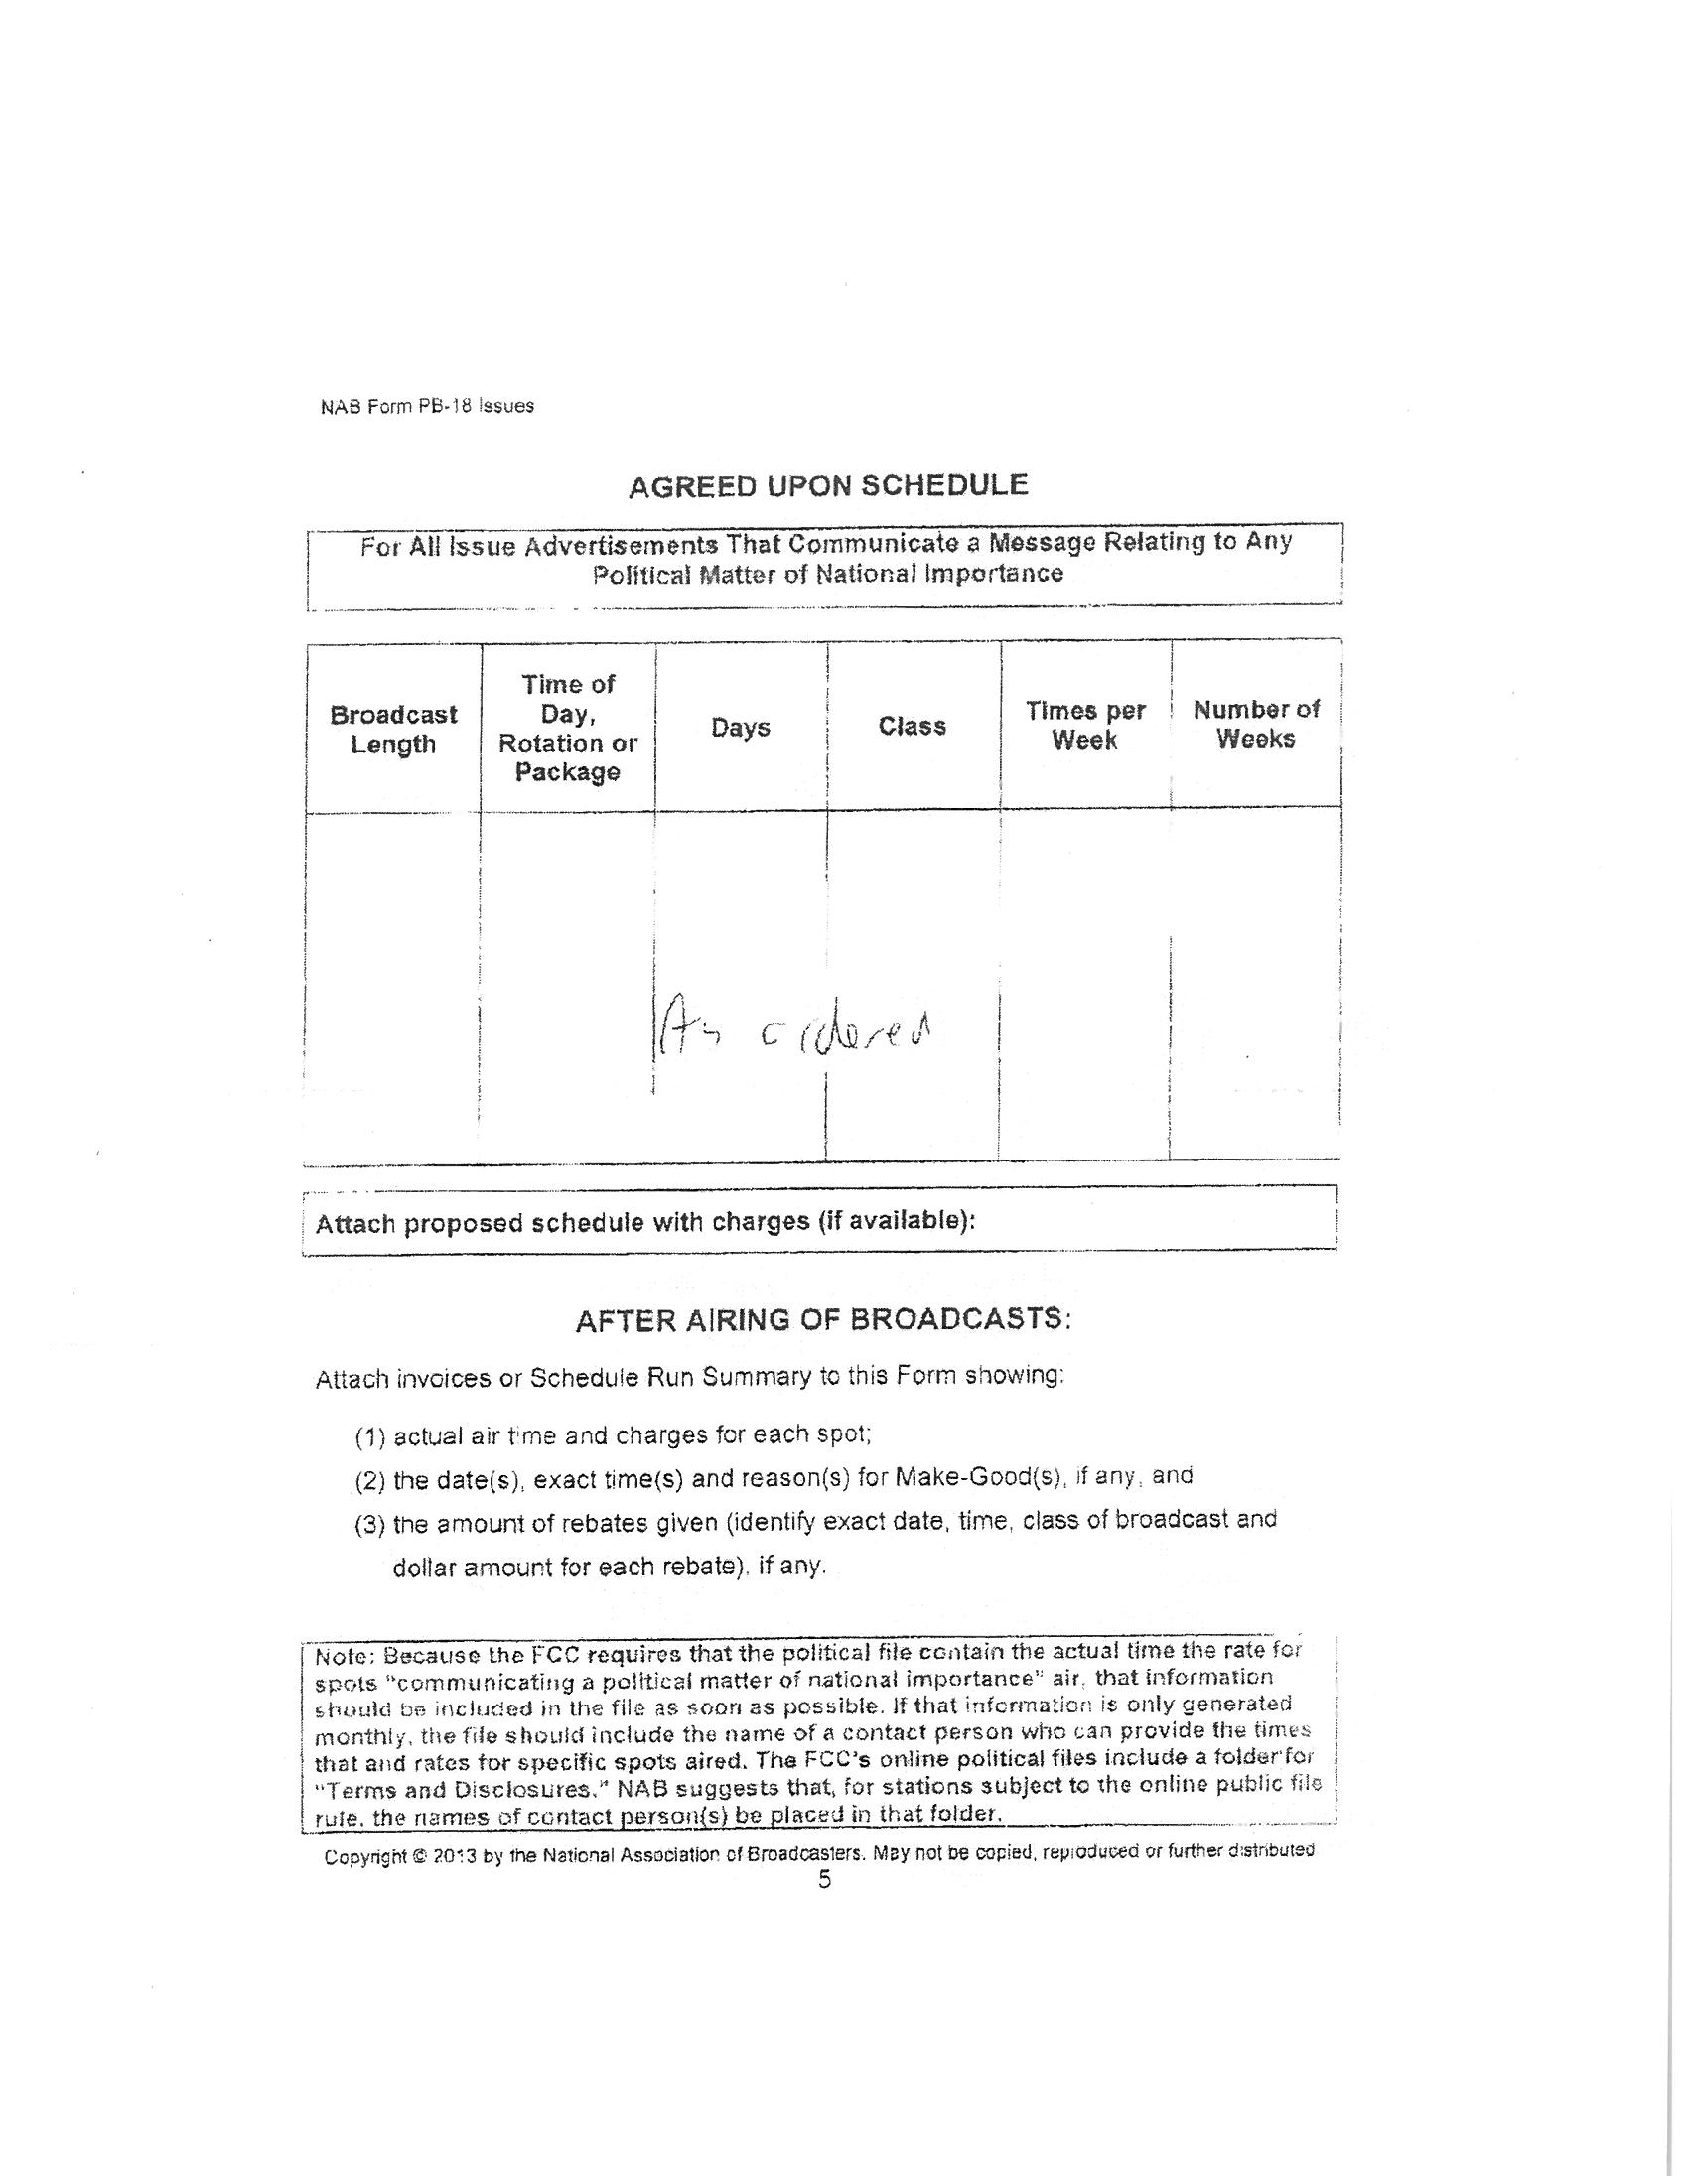 NAB Form PB-18 Issues
AGREED UPON SCHEDULE
For All Issue Advertisements That Communicate a Message Relating to Any
Political Matter of National Importance
Broadcast
Length
Time of
Day,
Rotation or
Package
Days
Class
Times per
Week
Number of
Weeks
As ordered
Attach proposed schedule with charges (if available):
AFTER AIRING OF BROADCASTS:
Attach invoices or Schedule Run Summary to this Form showing:
(1) actual air time and charges for each spot;
(2) the date(s), exact time(s) and reason(s) for Make-Good(s), if any, and
(3) the amount of rebates given (identify exact date, time, class of broadcast and
dollar amount for each rebate), if any.
Note: Because the FCC requires that the political file contain the actual time the rate for
spots "communicating a political matter of national importance" air, that information
should be included in the file as soon as possible. If that information is only generated
monthly, the file should include the name of a contact person who can provide the times
that and rates for specific spots aired. The FCC's online political files include a folder for
"Terms and Disclosures." NAB suggests that, for stations subject to the online public file
rule, the names of contact person(s) be placed in that folder.
Copyright © 2013 by the National Association of Broadcasters. May not be copied, reproduced or further distributed
5